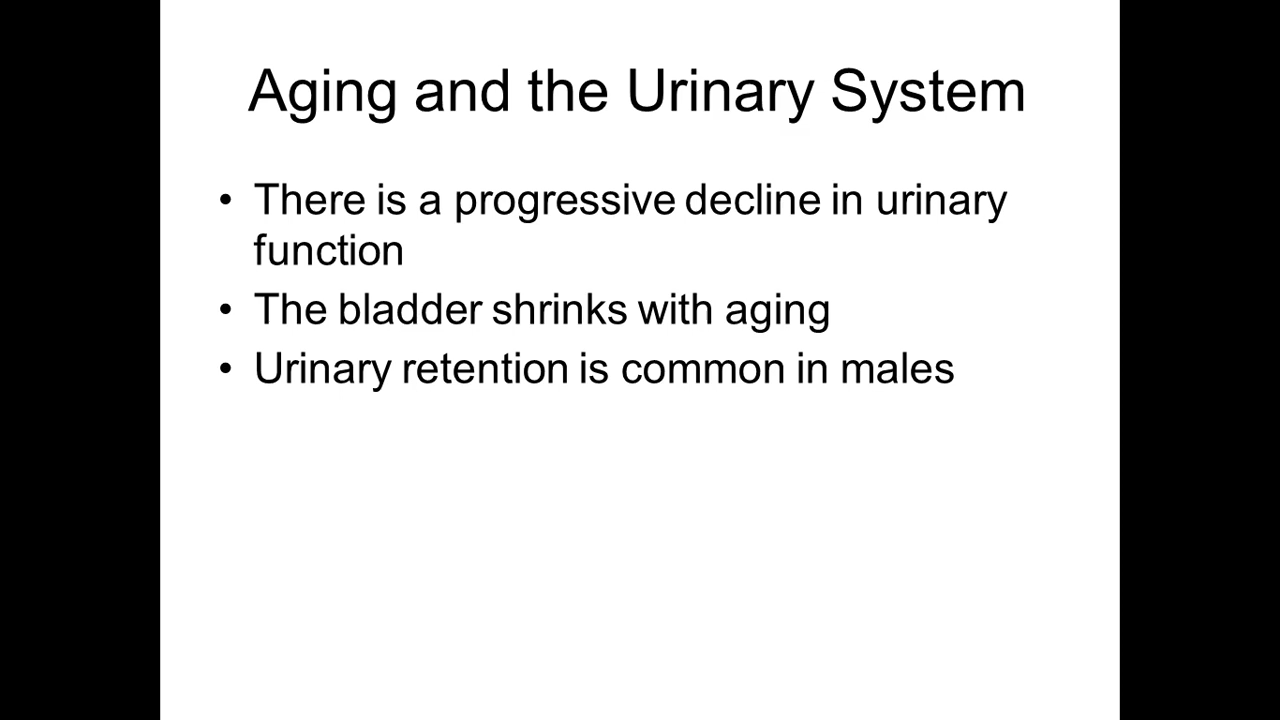 Aging and the Urinary System
• There is a progressive decline in urinary
function
• The bladder shrinks with aging
• Urinary retention is common in males